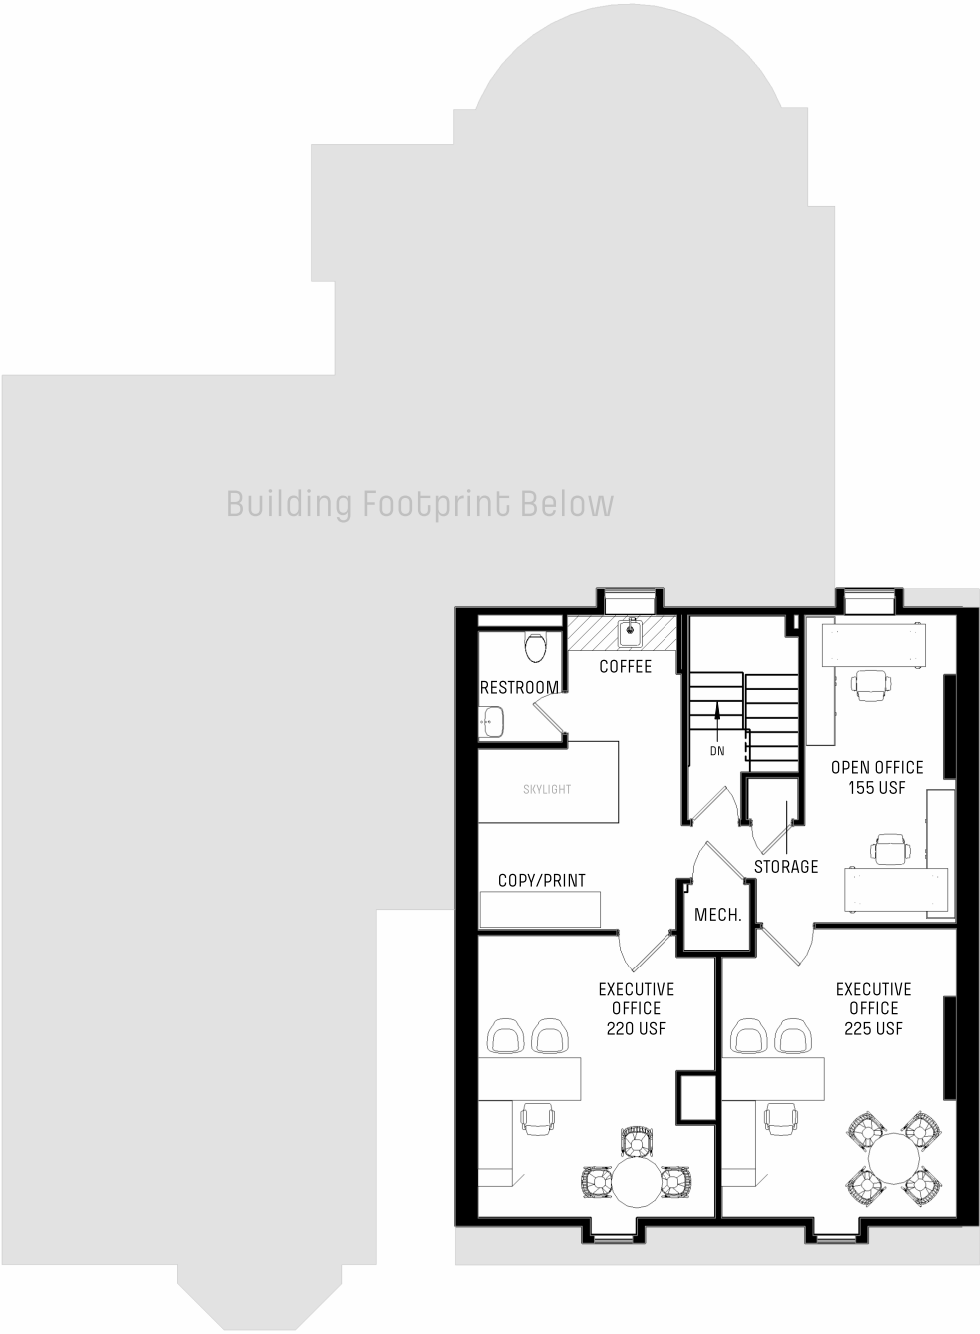 Building Footprint Below
COFFEE
RESTROOM
DN
OPEN OFFICE
155 USF
SKYLIGHT
STORAGE
COPY/PRINT
MECH.
EXECUTIVE
OFFICE
220 USF
EXECUTIVE
OFFICE
225 USF